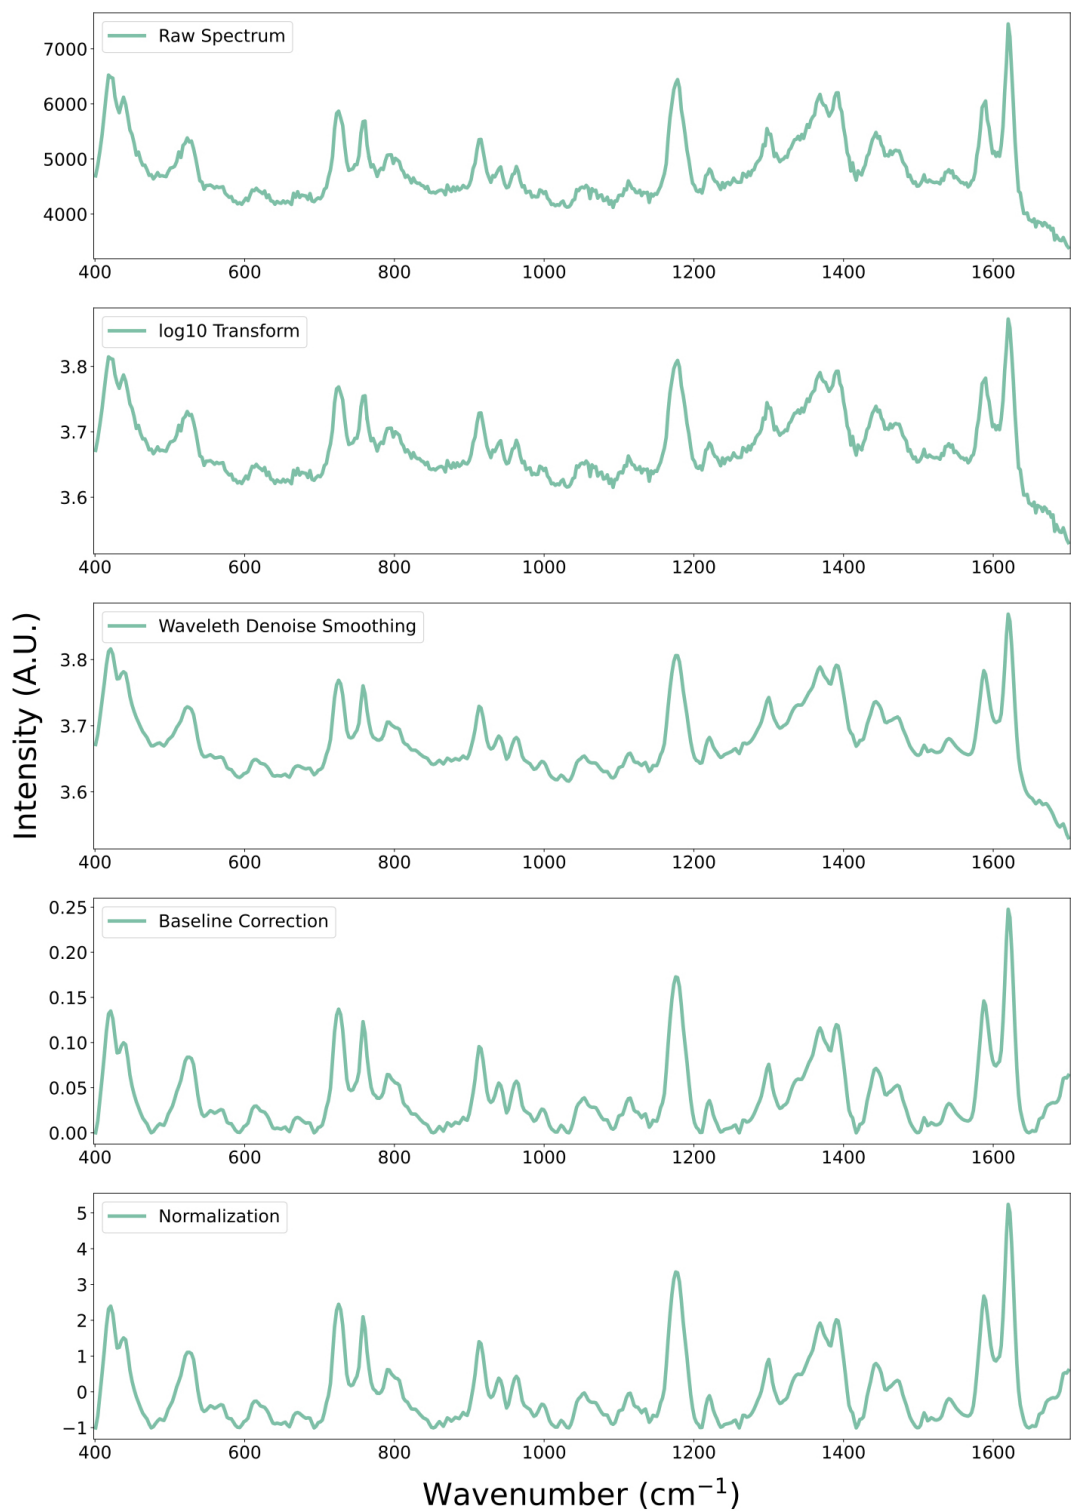 Raw Spectrum
7000
6000
5000
4000
400 600 800 1000 1200 1400 1600
log10 Transform
3.8
3.7
3.6
400 600 800 1000 1200 1400 1600
Waveleth Denoise Smoothing
3.8
3.7
3.6
400 600 800 1000 1200 1400 1600
Intensity (A.U.)
Baseline Correction
0.25
0.20
0.15
0.10
0.05
0.00
400 600 800 1000 1200 1400 1600
Normalization
5
4
3
2
1
0
−1
400 600 800 1000 1200 1400 1600
Wavenumber (cm⁻¹)